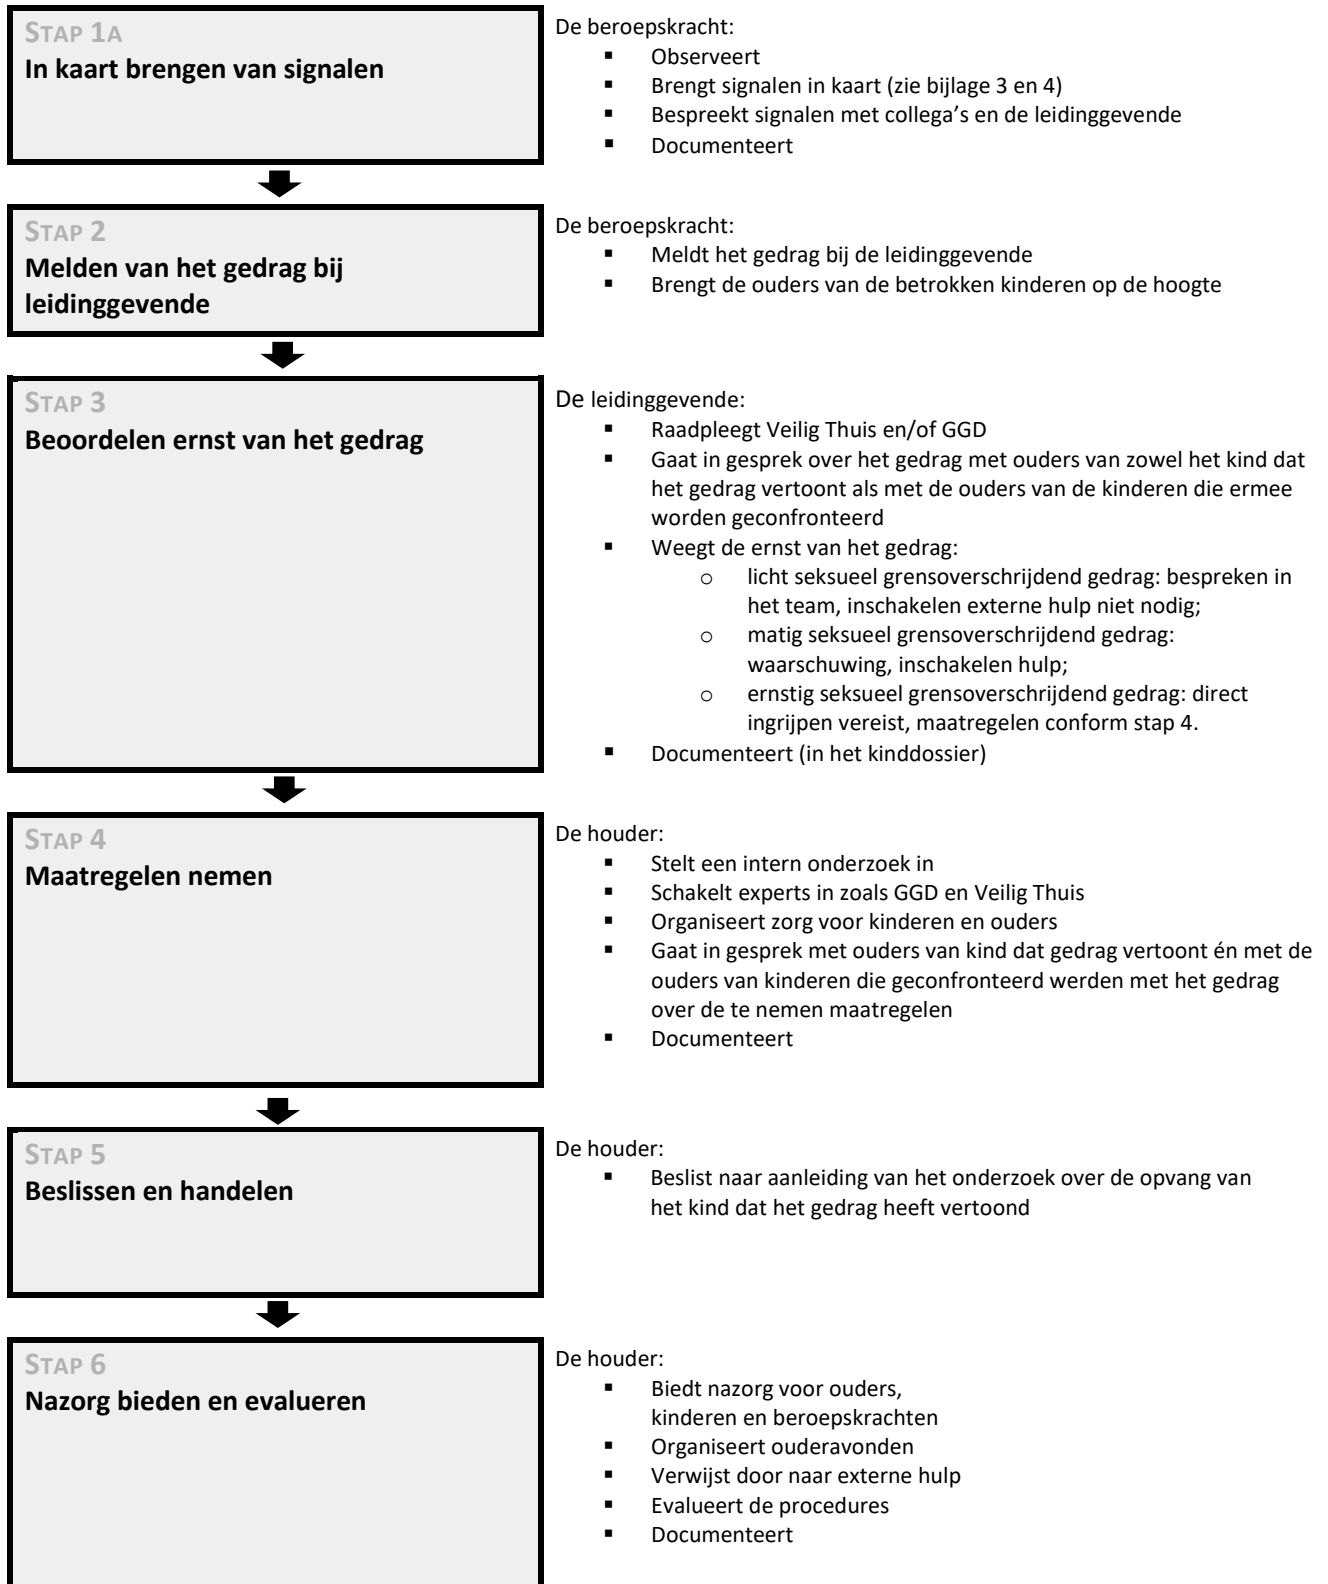 STAP 1A
In kaart brengen van signalen
De beroepskracht:
▪ Observeert
▪ Brengt signalen in kaart (zie bijlage 3 en 4)
▪ Bespreekt signalen met collega’s en de leidinggevende
▪ Documenteert
STAP 2
Melden van het gedrag bij
leidinggevende
De beroepskracht:
▪ Meldt het gedrag bij de leidinggevende
▪ Brengt de ouders van de betrokken kinderen op de hoogte
STAP 3
Beoordelen ernst van het gedrag
De leidinggevende:
▪ Raadpleegt Veilig Thuis en/of GGD
▪ Gaat in gesprek over het gedrag met ouders van zowel het kind dat
het gedrag vertoont als met de ouders van de kinderen die ermee
worden geconfronteerd
▪ Weegt de ernst van het gedrag:
o licht seksueel grensoverschrijdend gedrag: bespreken in
het team, inschakelen externe hulp niet nodig;
o matig seksueel grensoverschrijdend gedrag:
waarschuwing, inschakelen hulp;
o ernstig seksueel grensoverschrijdend gedrag: direct
ingrijpen vereist, maatregelen conform stap 4.
▪ Documenteert (in het kinddossier)
STAP 4
Maatregelen nemen
De houder:
▪ Stelt een intern onderzoek in
▪ Schakelt experts in zoals GGD en Veilig Thuis
▪ Organiseert zorg voor kinderen en ouders
▪ Gaat in gesprek met ouders van kind dat gedrag vertoont én met de
ouders van kinderen die geconfronteerd werden met het gedrag
over de te nemen maatregelen
▪ Documenteert
STAP 5
Beslissen en handelen
De houder:
▪ Beslist naar aanleiding van het onderzoek over de opvang van
het kind dat het gedrag heeft vertoond
STAP 6
Nazorg bieden en evalueren
De houder:
▪ Biedt nazorg voor ouders,
kinderen en beroepskrachten
▪ Organiseert ouderavonden
▪ Verwijst door naar externe hulp
▪ Evalueert de procedures
▪ Documenteert